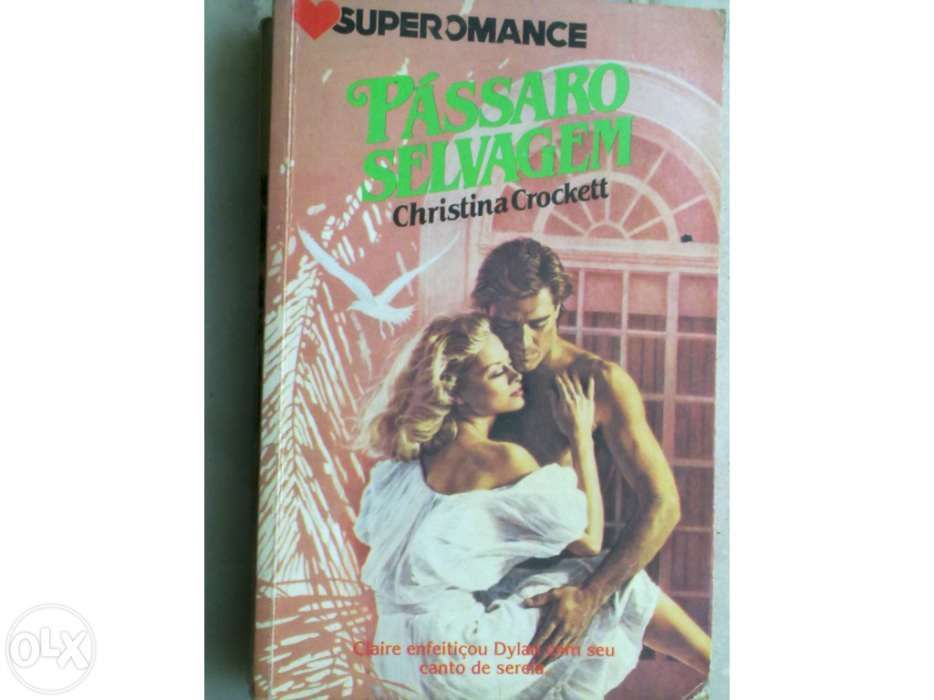 SUPEROMANCE
PÁSSARO
SELVAGEM
Christina Crockett
Claire enfeitiçou Dylan com seu
canto de sereia.
OLX